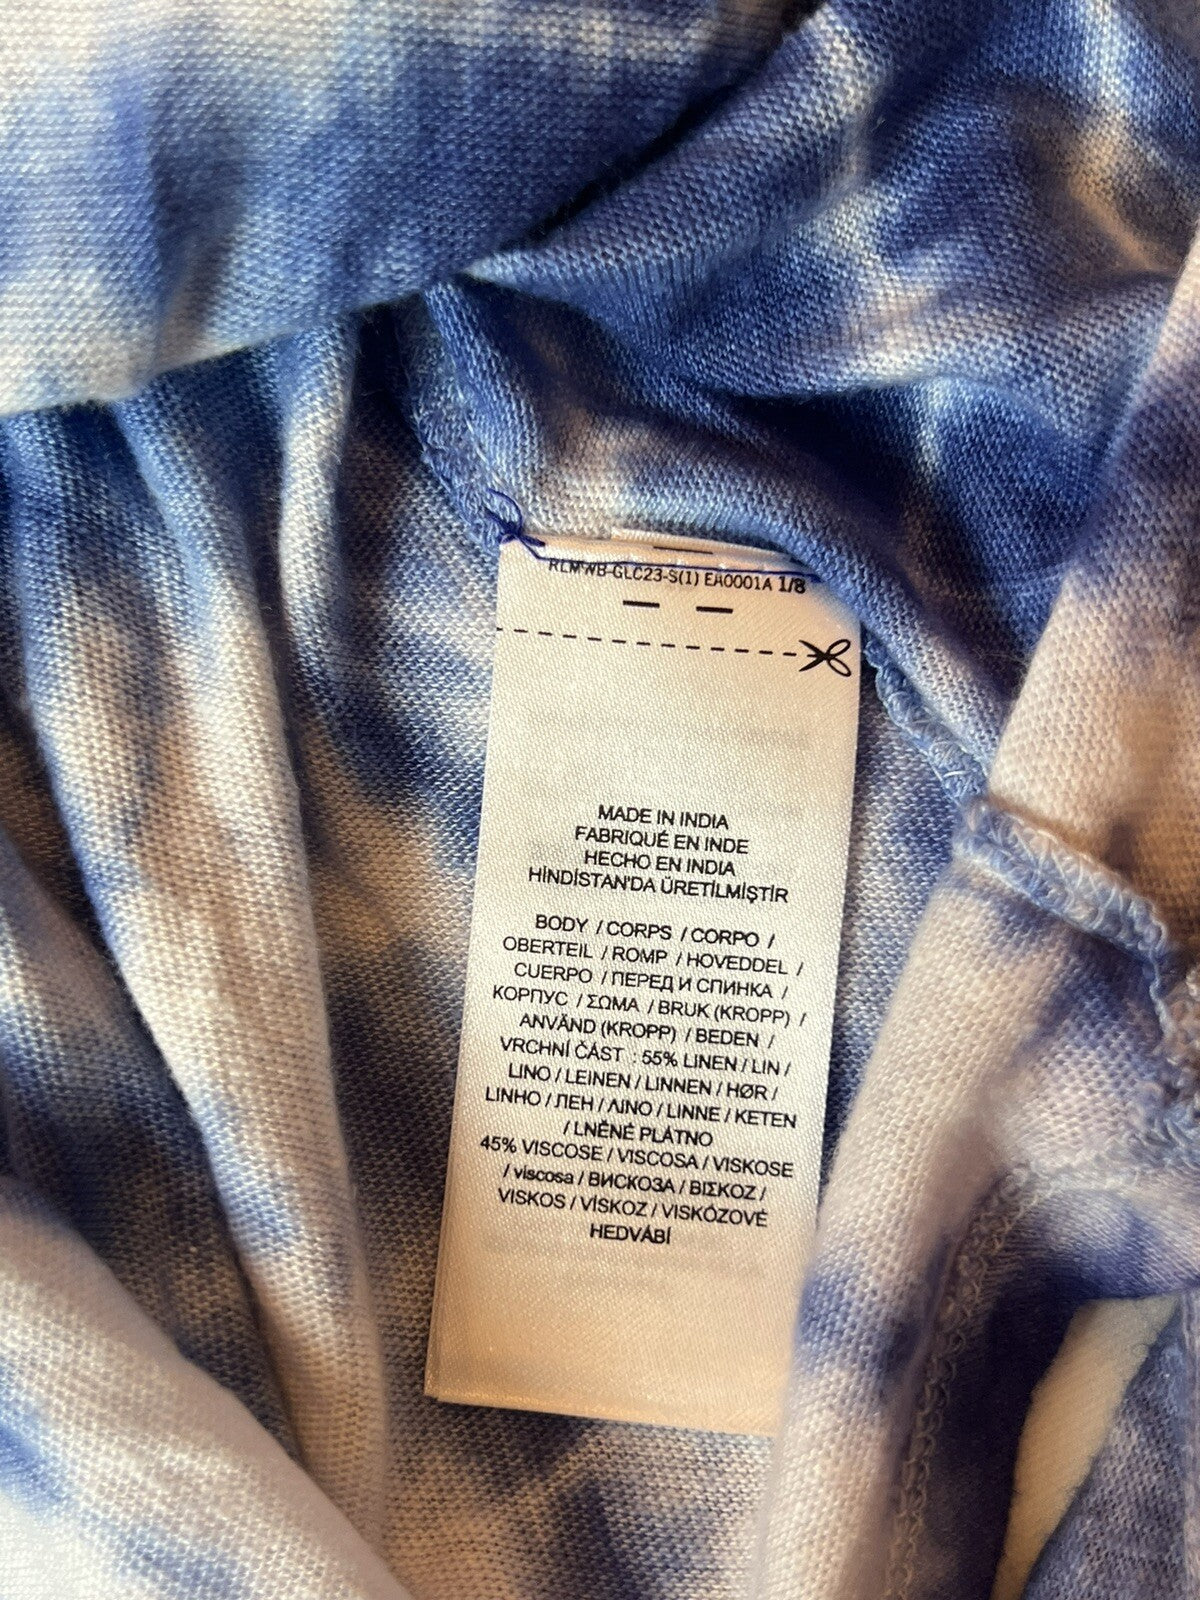 RLMWB-GLC23-S(1) EA0001A 1/8
MADE IN INDIA
FABRIQUÉ EN INDE
HECHO EN INDIA
HİNDİSTAN'DA ÜRETİLMİŞTİR
BODY / CORPS / CORPO /
OBERTEIL / ROMP / HOVEDDEL /
CUERPO / ПЕРЕД И СПИНКА /
КОРПУС / ΣΩΜΑ / BRUK (KROPP) /
ANVÄND (KROPP) / BEDEN /
VRCHNÍ ČÁST : 55% LINEN / LIN /
LINO / LEINEN / LINNEN / HØR /
LINHO / ЛЕН / ΛΙΝΟ / LINNE / KETEN
/ LNĚNÉ PLÁTNO
45% VISCOSE / VISCOSA / VISKOSE
/ viscosa / ВИСКОЗА / ΒΙΣΚΟΖ /
VISKOS / VİSKOZ / VISKÓZOVÉ
HEDVÁBÍ